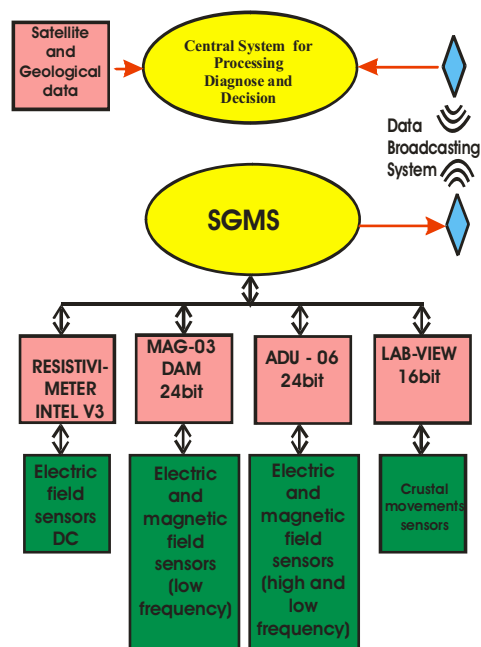 Satellite
and
Geological
data
Central System for
Processing
Diagnose and
Decision
Data
Broadcasting
System
SGMS
RESISTIVI-
METER
INTEL V3
MAG-03
DAM
24bit
ADU - 06
24bit
LAB-VIEW
16bit
Electric
field
sensors
DC
Electric
and
magnetic
field
sensors
(low
frequency)
Electric
and
magnetic
field
sensors
(high and
low
frequency)
Crustal
movements
sensors